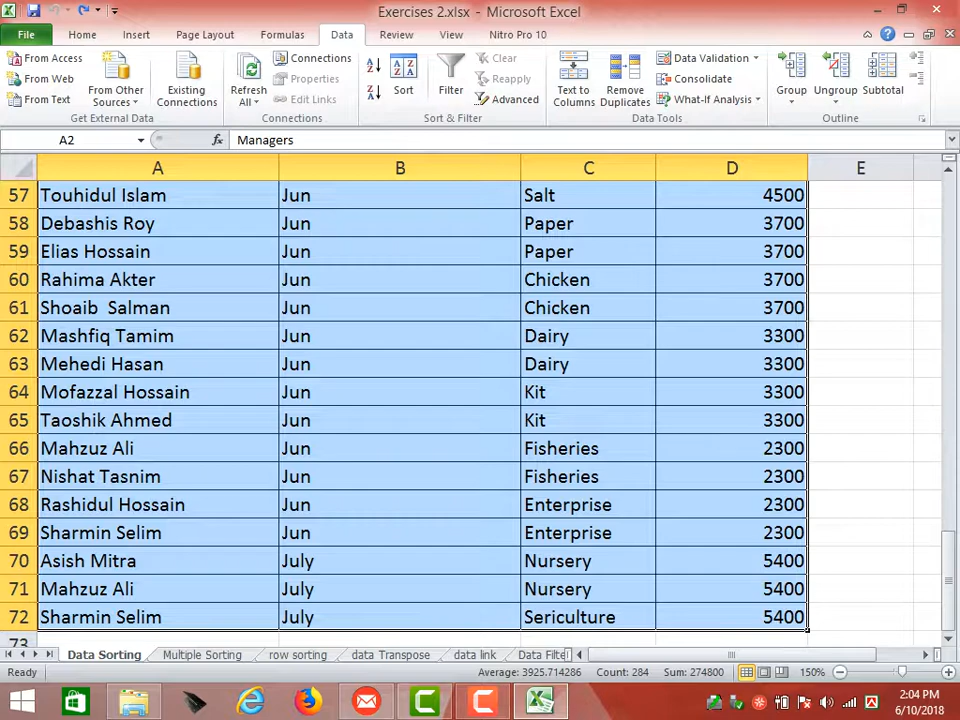 Exercises 2.xlsx - Microsoft Excel
File Home Insert Page Layout Formulas Data Review View Nitro Pro 10
From Access
From Web
From Text
From Other Sources
Existing Connections
Get External Data
Refresh All
Connections
Properties
Edit Links
Connections
Sort
Filter
Clear
Reapply
Advanced
Sort & Filter
Text to Columns
Remove Duplicates
Data Validation
Consolidate
What-If Analysis
Data Tools
Group
Ungroup
Subtotal
Outline
A2 fx Managers
A B C D E
57 Touhidul Islam Jun Salt 4500
58 Debashis Roy Jun Paper 3700
59 Elias Hossain Jun Paper 3700
60 Rahima Akter Jun Chicken 3700
61 Shoaib  Salman Jun Chicken 3700
62 Mashfiq Tamim Jun Dairy 3300
63 Mehedi Hasan Jun Dairy 3300
64 Mofazzal Hossain Jun Kit 3300
65 Taoshik Ahmed Jun Kit 3300
66 Mahzuz Ali Jun Fisheries 2300
67 Nishat Tasnim Jun Fisheries 2300
68 Rashidul Hossain Jun Enterprise 2300
69 Sharmin Selim Jun Enterprise 2300
70 Asish Mitra July Nursery 5400
71 Mahzuz Ali July Nursery 5400
72 Sharmin Selim July Sericulture 5400
73
Data Sorting Multiple Sorting row sorting data Transpose data link Data Filte
Ready Average: 3925.714286 Count: 284 Sum: 274800 150%
2:04 PM
6/10/2018